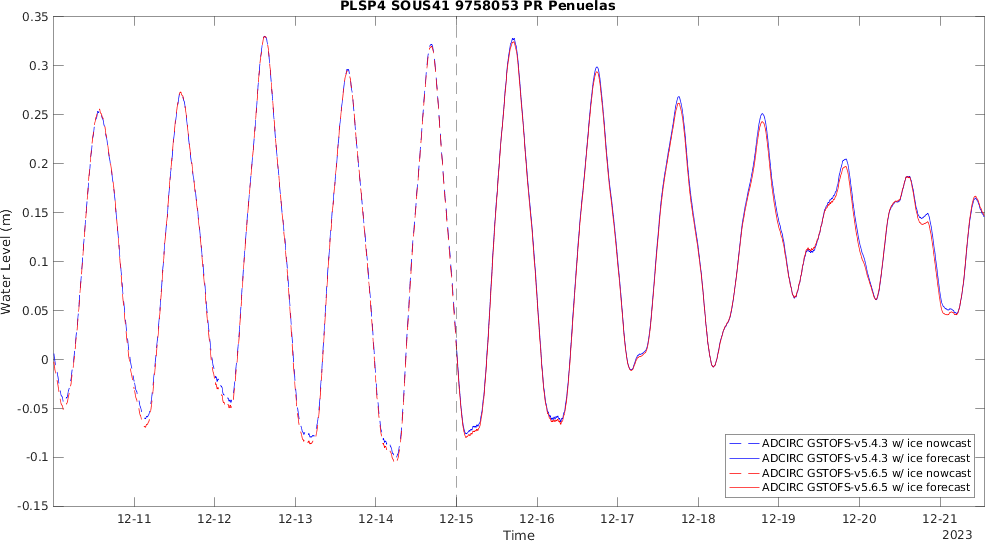 PLSP4 SOUS41 9758053 PR Penuelas
0.35
0.3
0.25
0.2
0.15
0.1
0.05
0
-0.05
-0.1
-0.15
Water Level (m)
12-11 12-12 12-13 12-14 12-15 12-16 12-17 12-18 12-19 12-20 12-21
Time
2023
ADCIRC GSTOFS-v5.4.3 w/ ice nowcast
ADCIRC GSTOFS-v5.4.3 w/ ice forecast
ADCIRC GSTOFS-v5.6.5 w/ ice nowcast
ADCIRC GSTOFS-v5.6.5 w/ ice forecast